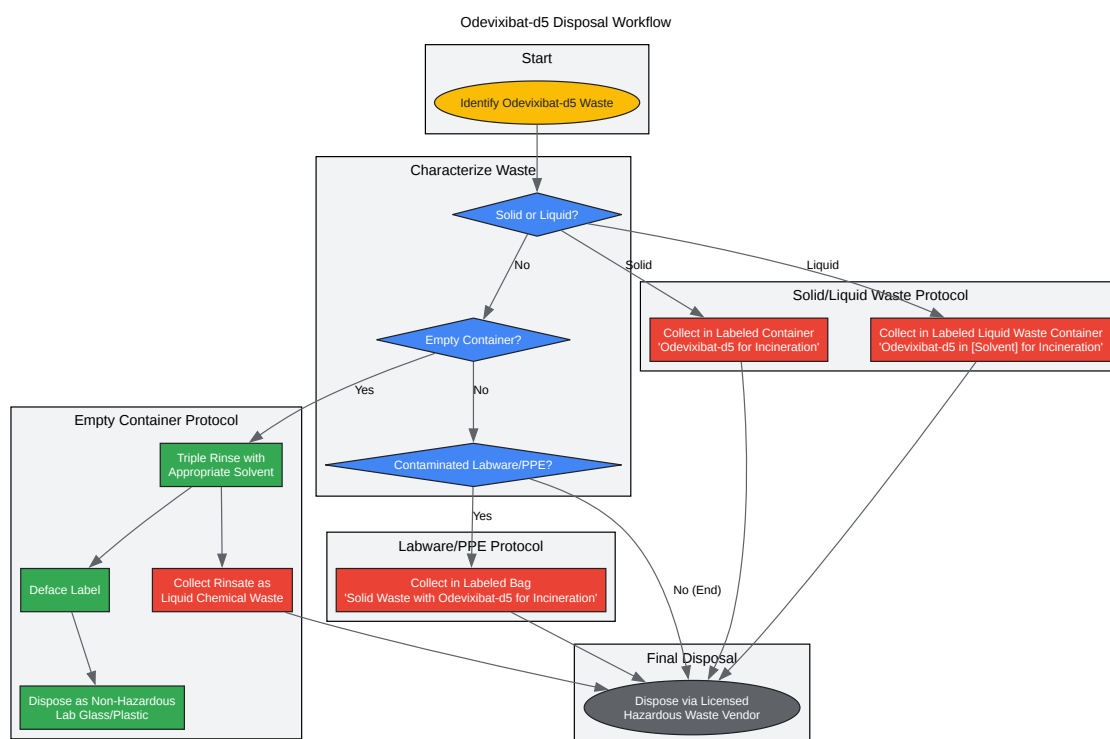 Odevixibat-d5 Disposal Workflow
Start
Identify Odevixibat-d5 Waste
Characterize Waste
Solid or Liquid?
No
Solid
Liquid
Solid/Liquid Waste Protocol
Empty Container?
Collect in Labeled Container
'Odevixibat-d5 for Incineration'
Collect in Labeled Liquid Waste Container
'Odevixibat-d5 in [Solvent] for Incineration'
Yes
No
Empty Container Protocol
Triple Rinse with
Appropriate Solvent
Contaminated Labware/PPE?
Yes
Labware/PPE Protocol
Deface Label
Collect Rinsate as
Liquid Chemical Waste
Collect in Labeled Bag
'Solid Waste with Odevixibat-d5 for Incineration'
No (End)
Final Disposal
Dispose as Non-Hazardous
Lab Glass/Plastic
Dispose via Licensed
Hazardous Waste Vendor